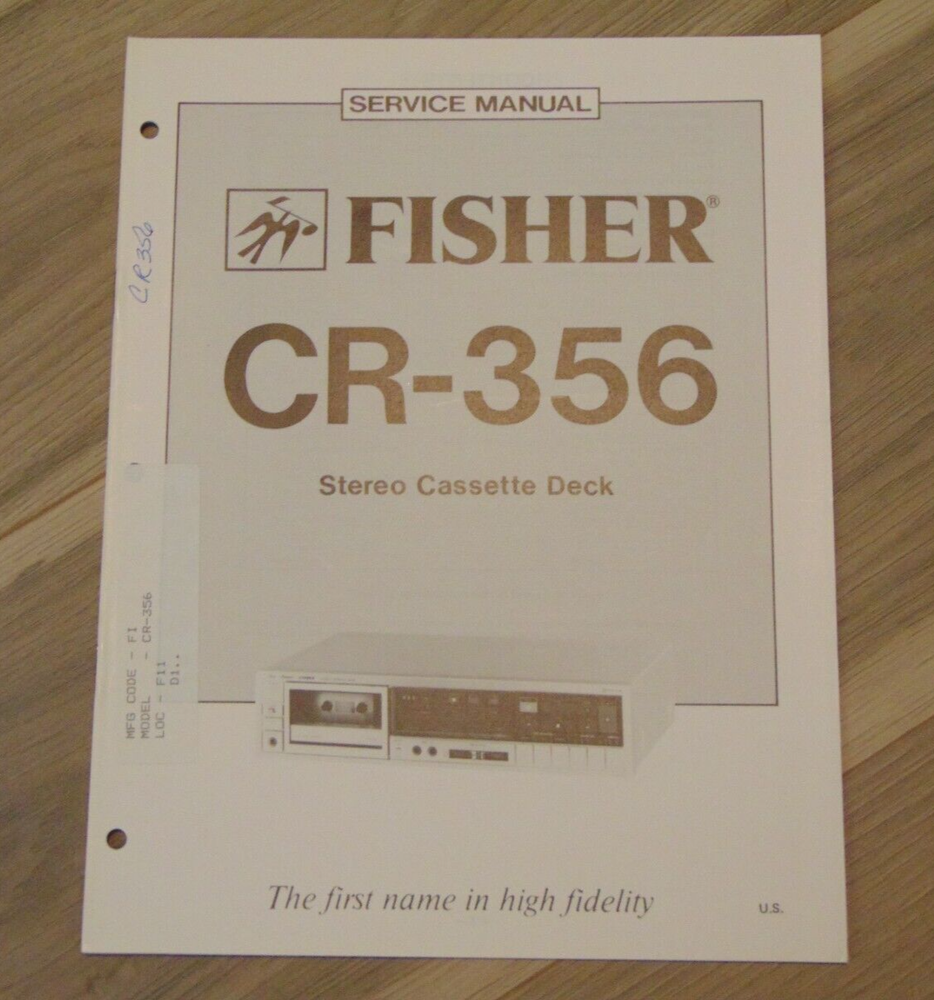 SERVICE MANUAL
FISHER®
CR-356
Stereo Cassette Deck
CR356
MFG CODE - FI
MODEL - CR-356
LOC - F11
D1..
The first name in high fidelity
U.S.